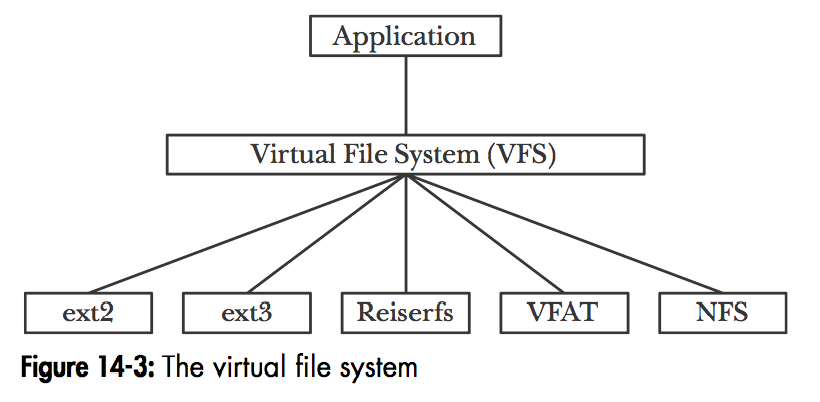 Application
Virtual File System (VFS)
ext2 ext3 Reiserfs VFAT NFS
Figure 14-3: The virtual file system